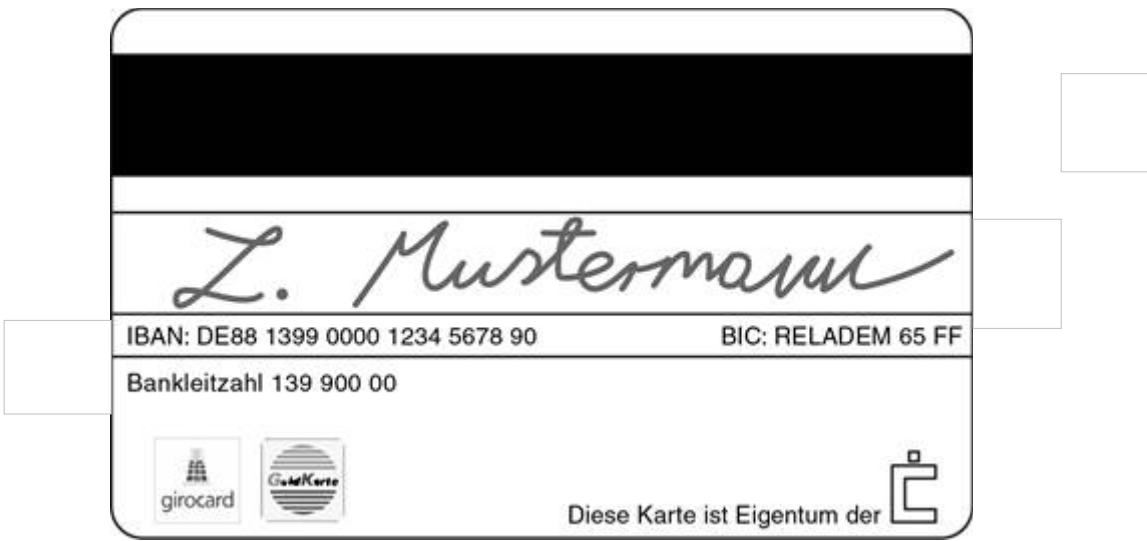 L. Mustermann
IBAN: DE88 1399 0000 1234 5678 90 BIC: RELADEM 65 FF
Bankleitzahl 139 900 00
girocard GeldKarte
Diese Karte ist Eigentum der